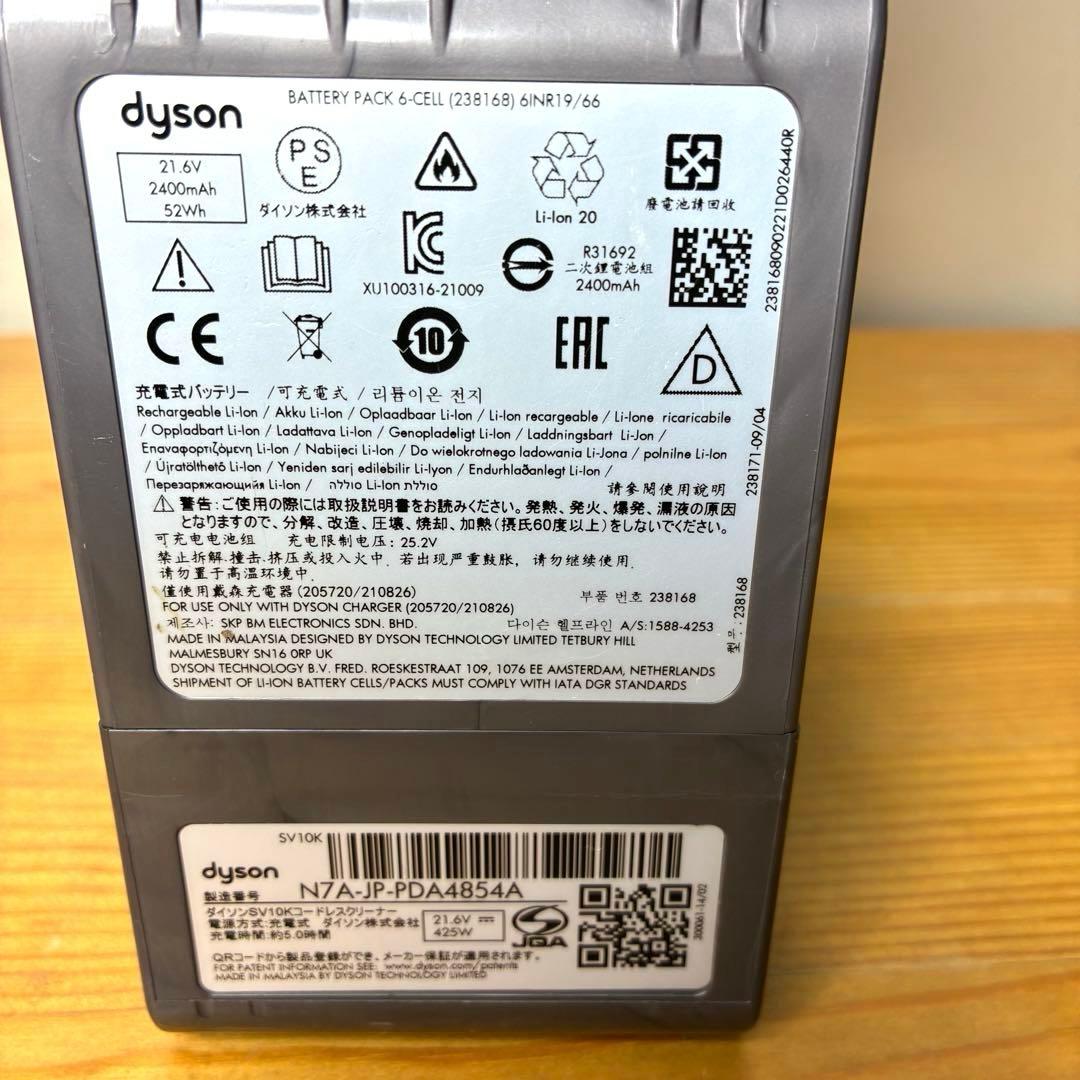 dyson
BATTERY PACK 6-CELL (238168) 6INR19/66
21.6V
2400mAh
52Wh
PSE
ダイソン株式会社
Li-Ion 20
廢電池請回收
XU100316-21009
R31692
二次鋰電池組
2400mAh
238168090221D026440R
CE
10
EAC
D
充電式バッテリー /可充電式 / 리튬이온 전지
Rechargeable Li-Ion / Akku Li-Ion / Oplaadbaar Li-Ion / Li-Ion recargeable / Li-Ione ricaricabile
/ Oppladbart Li-Ion / Ladattava Li-Ion / Genopladeligt Li-Ion / Laddningsbart Li-Jon /
Επαναφορτιζόμενη Li-Ion / Nabijeci Li-Ion / Do wielokrotnego ladowania Li-Jona / polnilne Li-Ion
/ Újratölthető Li-Ion / Yeniden sarj edilebilir Li-Iyon / Endurhlaðanlegt Li-Ion /
Перезаряжающийся Li-Ion / סוללת Li-Ion סוללה
請參閱使用說明
238171-09/04
警告:ご使用の際には取扱説明書をお読みください。発熱、発火、爆発、漏液の原因
となりますので、分解、改造、圧壊、焼却、加熱(摂氏60度以上)をしないでください。
可充电电池组 充电限制电压: 25.2V
禁止拆解.撞击.挤压或投入火中. 若出现严重鼓胀, 请勿继续使用.
请勿置于高温环境中.
僅使用戴森充電器 (205720/210826)
부품 번호 238168
FOR USE ONLY WITH DYSON CHARGER (205720/210826)
제조사: SKP BM ELECTRONICS SDN. BHD.
다이슨 헬프라인 A/S:1588-4253
MADE IN MALAYSIA DESIGNED BY DYSON TECHNOLOGY LIMITED TETBURY HILL
MALMESBURY SN16 0RP UK
DYSON TECHNOLOGY B.V. FRED. ROESKESTRAAT 109, 1076 EE AMSTERDAM, NETHERLANDS
SHIPMENT OF LI-ION BATTERY CELLS/PACKS MUST COMPLY WITH IATA DGR STANDARDS
: 238168
SV10K
dyson
製造番号
N7A-JP-PDA4854A
ダイソンSV10Kコードレスクリーナー
電源方式:充電式 ダイソン株式会社
充電時間:約5.0時間
21.6V
425W
JQA
QRコードから製品登録ができ、メーカー保証が適用されます。
FOR PATENT INFORMATION SEE: www.dyson.com/patents
MADE IN MALAYSIA BY DYSON TECHNOLOGY LIMITED
300061-14/02